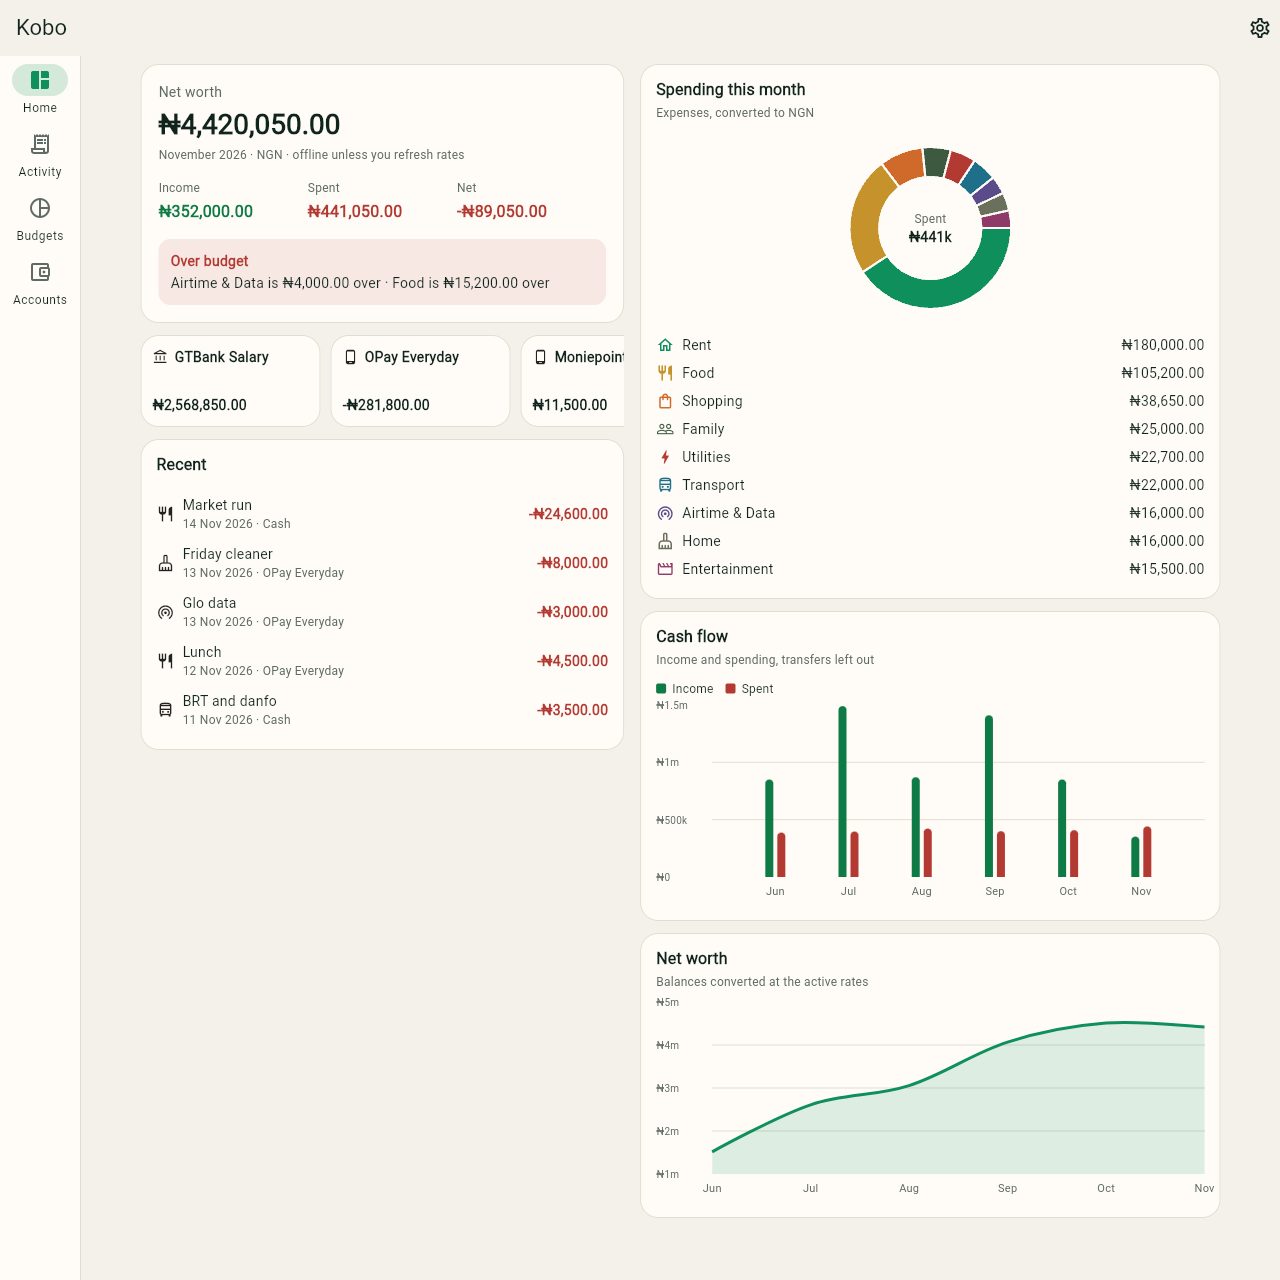 Kobo
Home
Activity
Budgets
Accounts
Net worth
₦4,420,050.00
November 2026 · NGN · offline unless you refresh rates
Income Spent Net
₦352,000.00 ₦441,050.00 -₦89,050.00
Over budget
Airtime & Data is ₦4,000.00 over · Food is ₦15,200.00 over
GTBank Salary OPay Everyday Moniepoint
₦2,568,850.00 -₦281,800.00 ₦11,500.00
Recent
Market run
14 Nov 2026 · Cash
-₦24,600.00
Friday cleaner
13 Nov 2026 · OPay Everyday
-₦8,000.00
Glo data
13 Nov 2026 · OPay Everyday
-₦3,000.00
Lunch
12 Nov 2026 · OPay Everyday
-₦4,500.00
BRT and danfo
11 Nov 2026 · Cash
-₦3,500.00
Spending this month
Expenses, converted to NGN
Spent
₦441k
Rent ₦180,000.00
Food ₦105,200.00
Shopping ₦38,650.00
Family ₦25,000.00
Utilities ₦22,700.00
Transport ₦22,000.00
Airtime & Data ₦16,000.00
Home ₦16,000.00
Entertainment ₦15,500.00
Cash flow
Income and spending, transfers left out
Income Spent
₦1.5m
₦1m
₦500k
₦0
Jun Jul Aug Sep Oct Nov
Net worth
Balances converted at the active rates
₦5m
₦4m
₦3m
₦2m
₦1m
Jun Jul Aug Sep Oct Nov